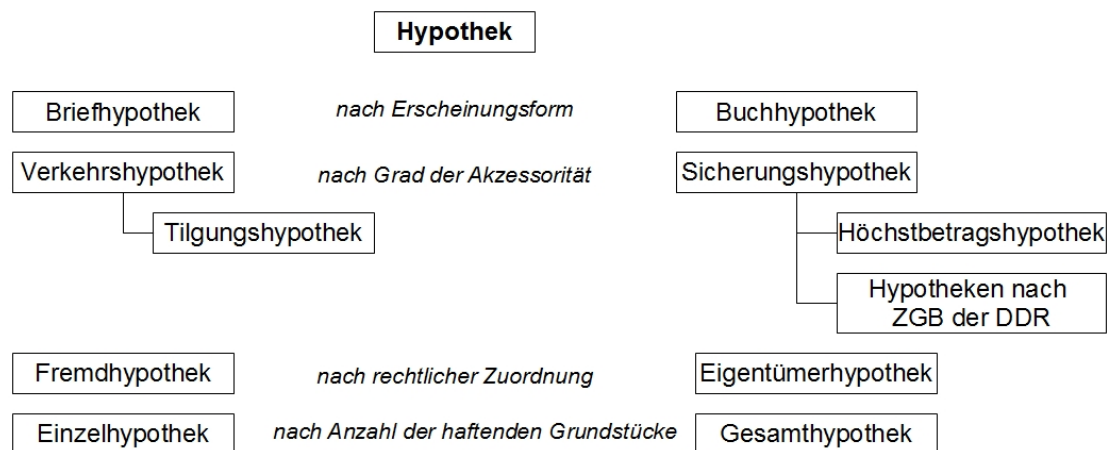 Hypothek
Briefhypothek
nach Erscheinungsform
Buchhypothek
Verkehrshypothek
nach Grad der Akzessorität
Sicherungshypothek
Tilgungshypothek
Höchstbetragshypothek
Hypotheken nach
ZGB der DDR
Fremdhypothek
nach rechtlicher Zuordnung
Eigentümerhypothek
Einzelhypothek
nach Anzahl der haftenden Grundstücke
Gesamthypothek